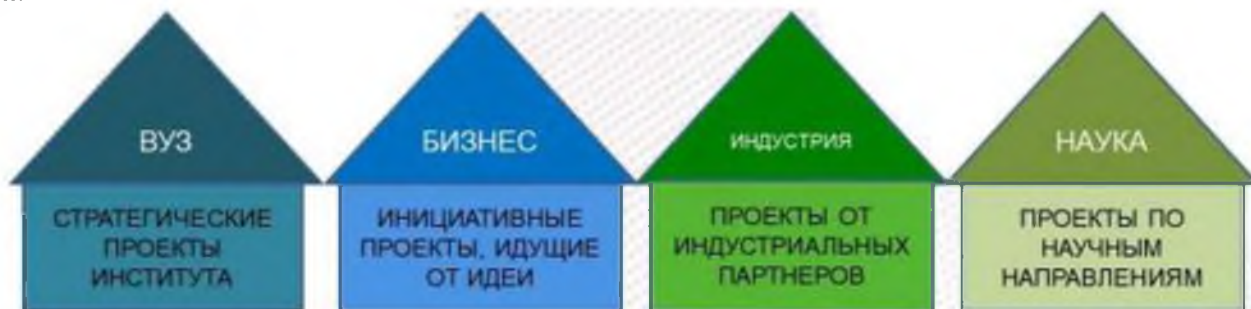 ВУЗ
СТРАТЕГИЧЕСКИЕ
ПРОЕКТЫ
ИНСТИТУТА
БИЗНЕС
ИНИЦИАТИВНЫЕ
ПРОЕКТЫ, ИДУЩИЕ
ОТ ИДЕИ
ИНДУСТРИЯ
ПРОЕКТЫ ОТ
ИНДУСТРИАЛЬНЫХ
ПАРТНЕРОВ
НАУКА
ПРОЕКТЫ ПО
НАУЧНЫМ
НАПРАВЛЕНИЯМ